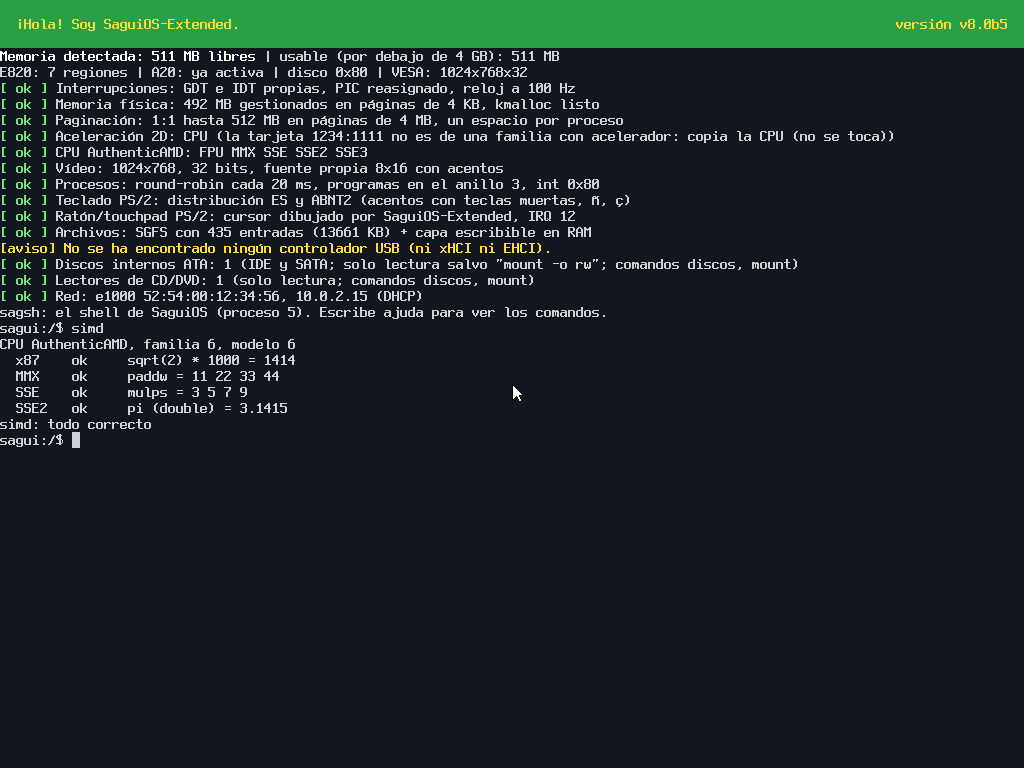 ¡Hola! Soy SaguiOS-Extended. versión v8.0b5
Memoria detectada: 511 MB libres | usable (por debajo de 4 GB): 511 MB
E820: 7 regiones | A20: ya activa | disco 0x80 | VESA: 1024x768x32
[ ok ] Interrupciones: GDT e IDT propias, PIC reasignado, reloj a 100 Hz
[ ok ] Memoria física: 492 MB gestionados en páginas de 4 KB, kmalloc listo
[ ok ] Paginación: 1:1 hasta 512 MB en páginas de 4 MB, un espacio por proceso
[ ok ] Aceleración 2D: CPU (la tarjeta 1234:1111 no es de una familia con acelerador: copia la CPU (no se toca))
[ ok ] CPU AuthenticAMD: FPU MMX SSE SSE2 SSE3
[ ok ] Vídeo: 1024x768, 32 bits, fuente propia 8x16 con acentos
[ ok ] Procesos: round-robin cada 20 ms, programas en el anillo 3, int 0x80
[ ok ] Teclado PS/2: distribución ES y ABNT2 (acentos con teclas muertas, ñ, ç)
[ ok ] Ratón/touchpad PS/2: cursor dibujado por SaguiOS-Extended, IRQ 12
[ ok ] Archivos: SGFS con 435 entradas (13661 KB) + capa escribible en RAM
[aviso] No se ha encontrado ningún controlador USB (ni xHCI ni EHCI).
[ ok ] Discos internos ATA: 1 (IDE y SATA; solo lectura salvo "mount -o rw"; comandos discos, mount)
[ ok ] Lectores de CD/DVD: 1 (solo lectura; comandos discos, mount)
[ ok ] Red: e1000 52:54:00:12:34:56, 10.0.2.15 (DHCP)
sagsh: el shell de SaguiOS (proceso 5). Escribe ajuda para ver los comandos.
sagui:/$ simd
CPU AuthenticAMD, familia 6, modelo 6
  x87    ok     sqrt(2) * 1000 = 1414
  MMX    ok     paddw = 11 22 33 44
  SSE    ok     mulps = 3 5 7 9
  SSE2   ok     pi (double) = 3.1415
simd: todo correcto
sagui:/$